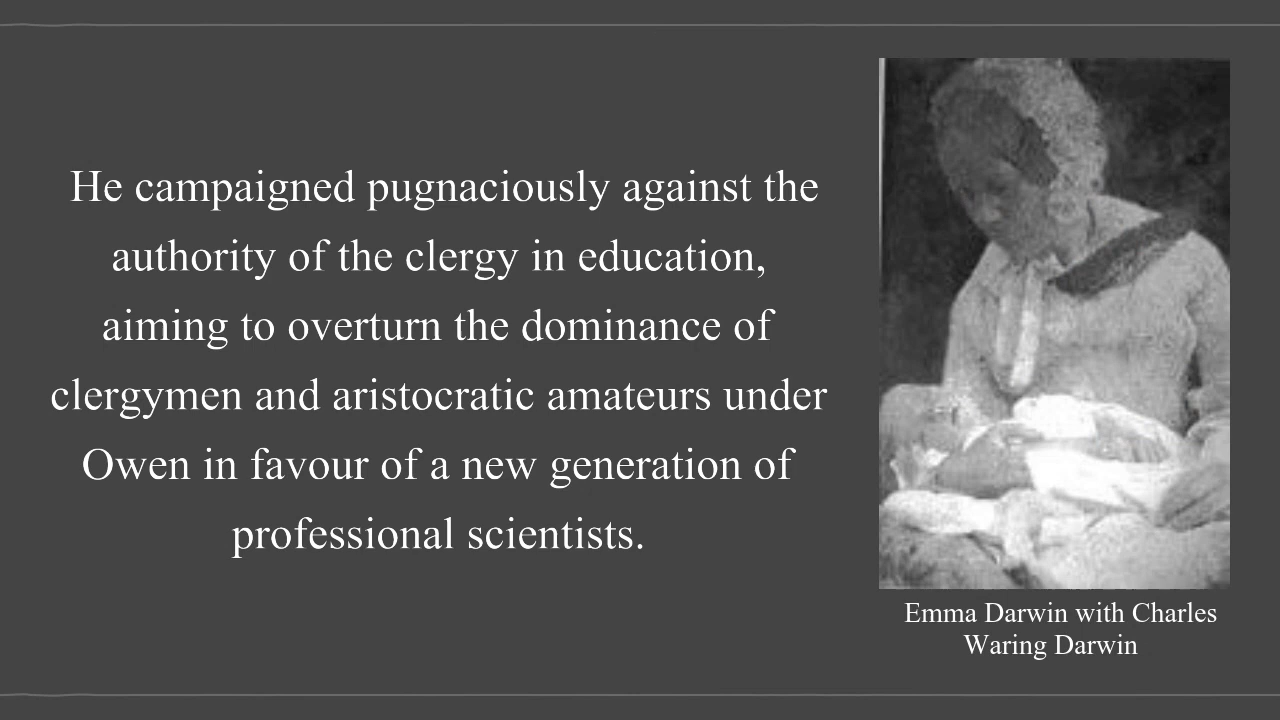 He campaigned pugnaciously against the
authority of the clergy in education,
aiming to overturn the dominance of
clergymen and aristocratic amateurs under
Owen in favour of a new generation of
professional scientists.
Emma Darwin with Charles
Waring Darwin